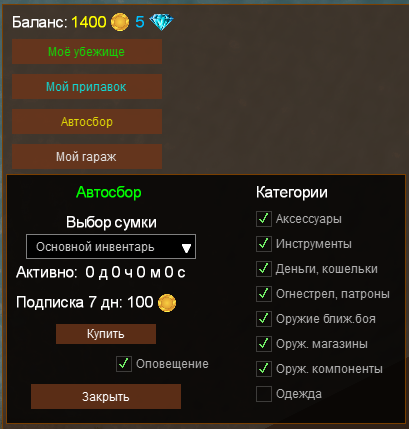 Баланс: 1400 5
Моё убежище
Мой прилавок
Автосбор
Мой гараж
Автосбор
Выбор сумки
Основной инвентарь
Активно: 0 д 0 ч 0 м 0 с
Подписка 7 дн: 100
Купить
Оповещение
Закрыть
Категории
Аксессуары
Инструменты
Деньги, кошельки
Огнестрел, патроны
Оружие ближ.боя
Оруж. магазины
Оруж. компоненты
Одежда